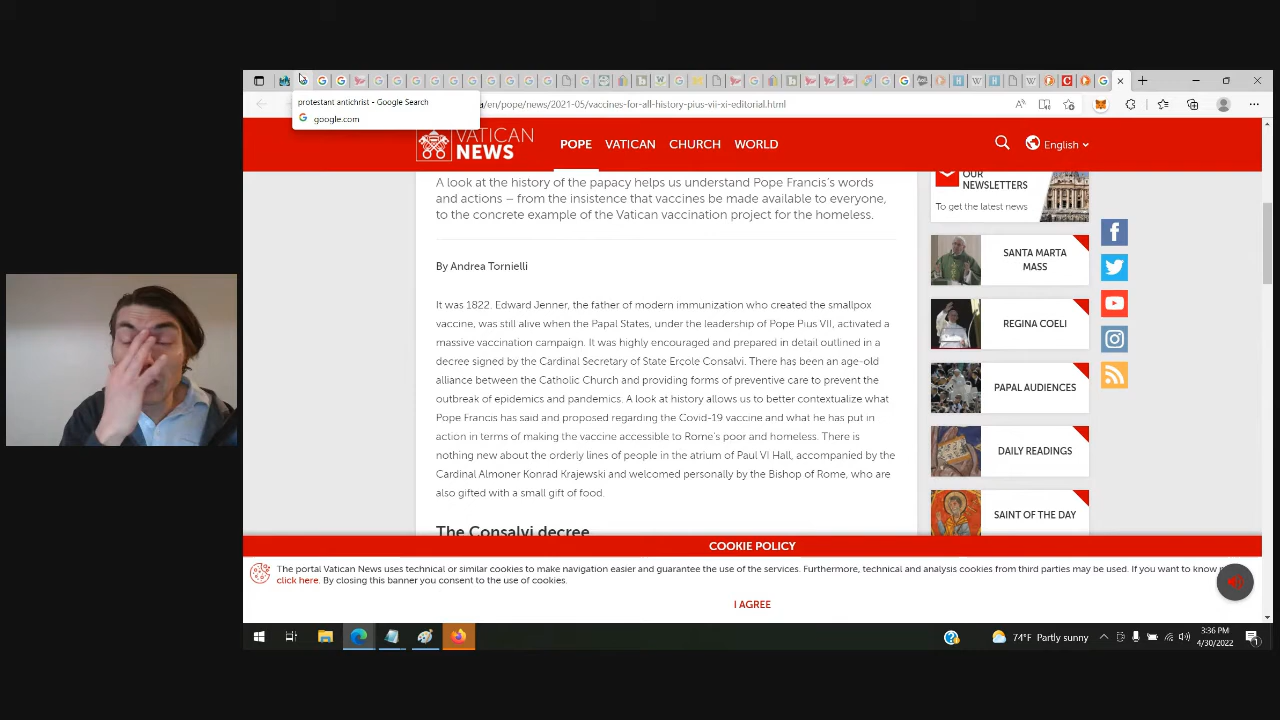 protestant antichrist - Google Search
google.com
a/en/pope/news/2021-05/vaccines-for-all-history-pius-vii-xi-editorial.html
VATICAN
NEWS
POPE
VATICAN
CHURCH
WORLD
English
A look at the history of the papacy helps us understand Pope Francis's words
and actions – from the insistence that vaccines be made available to everyone,
to the concrete example of the Vatican vaccination project for the homeless.
By Andrea Tornielli
It was 1822. Edward Jenner, the father of modern immunization who created the smallpox
vaccine, was still alive when the Papal States, under the leadership of Pope Pius VII, activated a
massive vaccination campaign. It was highly encouraged and prepared in detail outlined in a
decree signed by the Cardinal Secretary of State Ercole Consalvi. There has been an age-old
alliance between the Catholic Church and providing forms of preventive care to prevent the
outbreak of epidemics and pandemics. A look at history allows us to better contextualize what
Pope Francis has said and proposed regarding the Covid-19 vaccine and what he has put in
action in terms of making the vaccine accessible to Rome's poor and homeless. There is
nothing new about the orderly lines of people in the atrium of Paul VI Hall, accompanied by the
Cardinal Almoner Konrad Krajewski and welcomed personally by the Bishop of Rome, who are
also gifted with a small gift of food.
The Consalvi decree
OUR
NEWSLETTERS
To get the latest news
SANTA MARTA
MASS
REGINA COELI
PAPAL AUDIENCES
DAILY READINGS
SAINT OF THE DAY
COOKIE POLICY
The portal Vatican News uses technical or similar cookies to make navigation easier and guarantee the use of the services. Furthermore, technical and analysis cookies from third parties may be used. If you want to know
click here. By closing this banner you consent to the use of cookies.
I AGREE
74°F Partly sunny
3:36 PM
4/30/2022